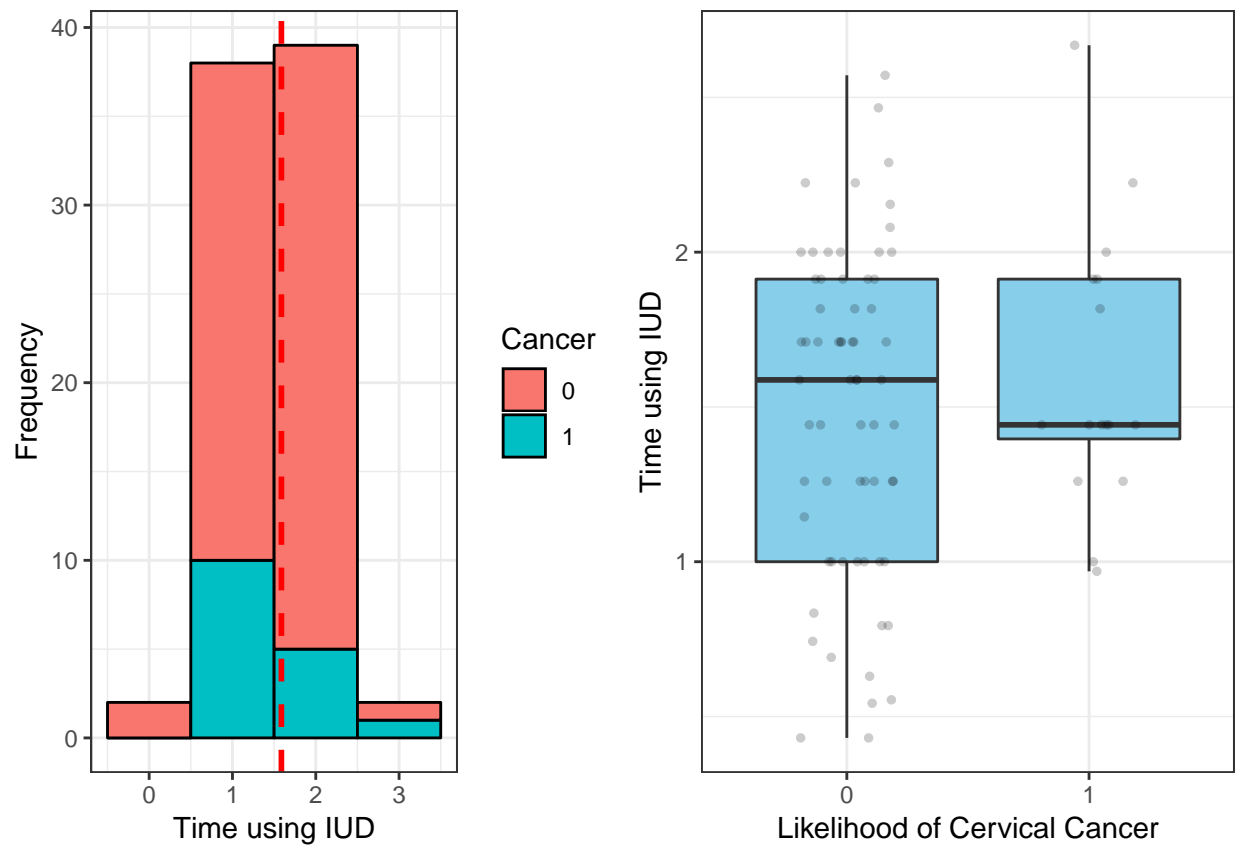 Frequency
40
30
20
10
0
0 1 2 3
Time using IUD
Cancer
0
1
Time using IUD
2
1
0 1
Likelihood of Cervical Cancer